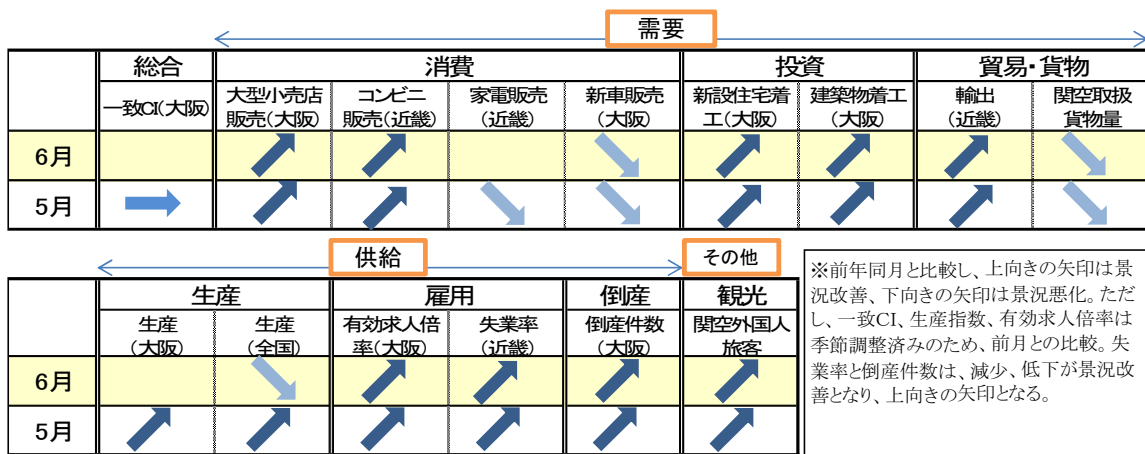 需要
総合 消費 投資 貿易・貨物
一致CI(大阪) 大型小売店 コンビニ 家電販売 新車販売 新設住宅着 建築物着工 輸出 関空取扱
販売(大阪) 販売(近畿) (近畿) (大阪) 工(大阪) (大阪) (近畿) 貨物量
6月
5月
供給 その他
生産 雇用 倒産 観光
生産 生産 有効求人倍 失業率 倒産件数 関空外国人
(大阪) (全国) 率(大阪) (近畿) (大阪) 旅客
6月
5月
※前年同月と比較し、上向きの矢印は景
況改善、下向きの矢印は景況悪化。ただ
し、一致CI、生産指数、有効求人倍率は
季節調整済みのため、前月との比較。失
業率と倒産件数は、減少、低下が景況改
善となり、上向きの矢印となる。